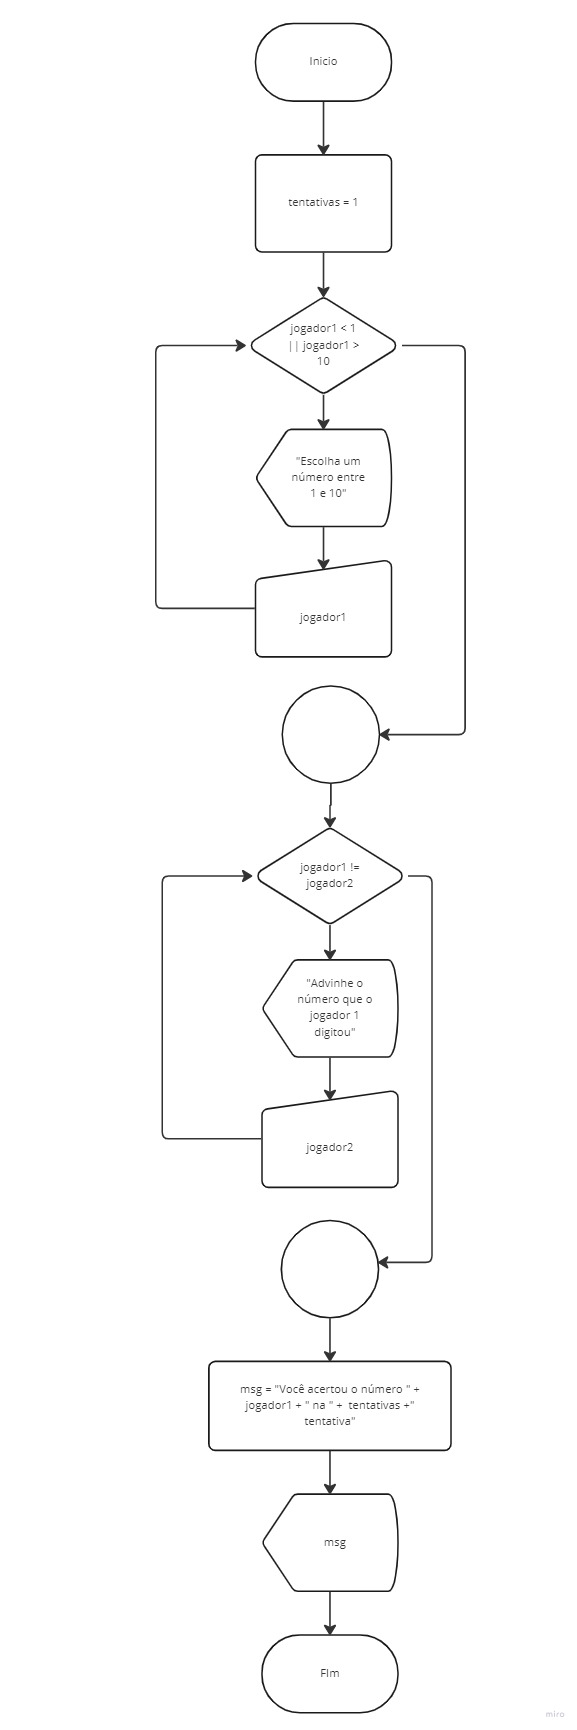 Inicio
tentativas = 1
jogador1 < 1
|| jogador1 >
10
"Escolha um
número entre
1 e 10"
jogador1
jogador1 !=
jogador2
"Advinhe o
número que o
jogador 1
digitou"
jogador2
msg = "Você acertou o número " +
jogador1 + " na " + tentativas +"
tentativa"
msg
FIm
miro